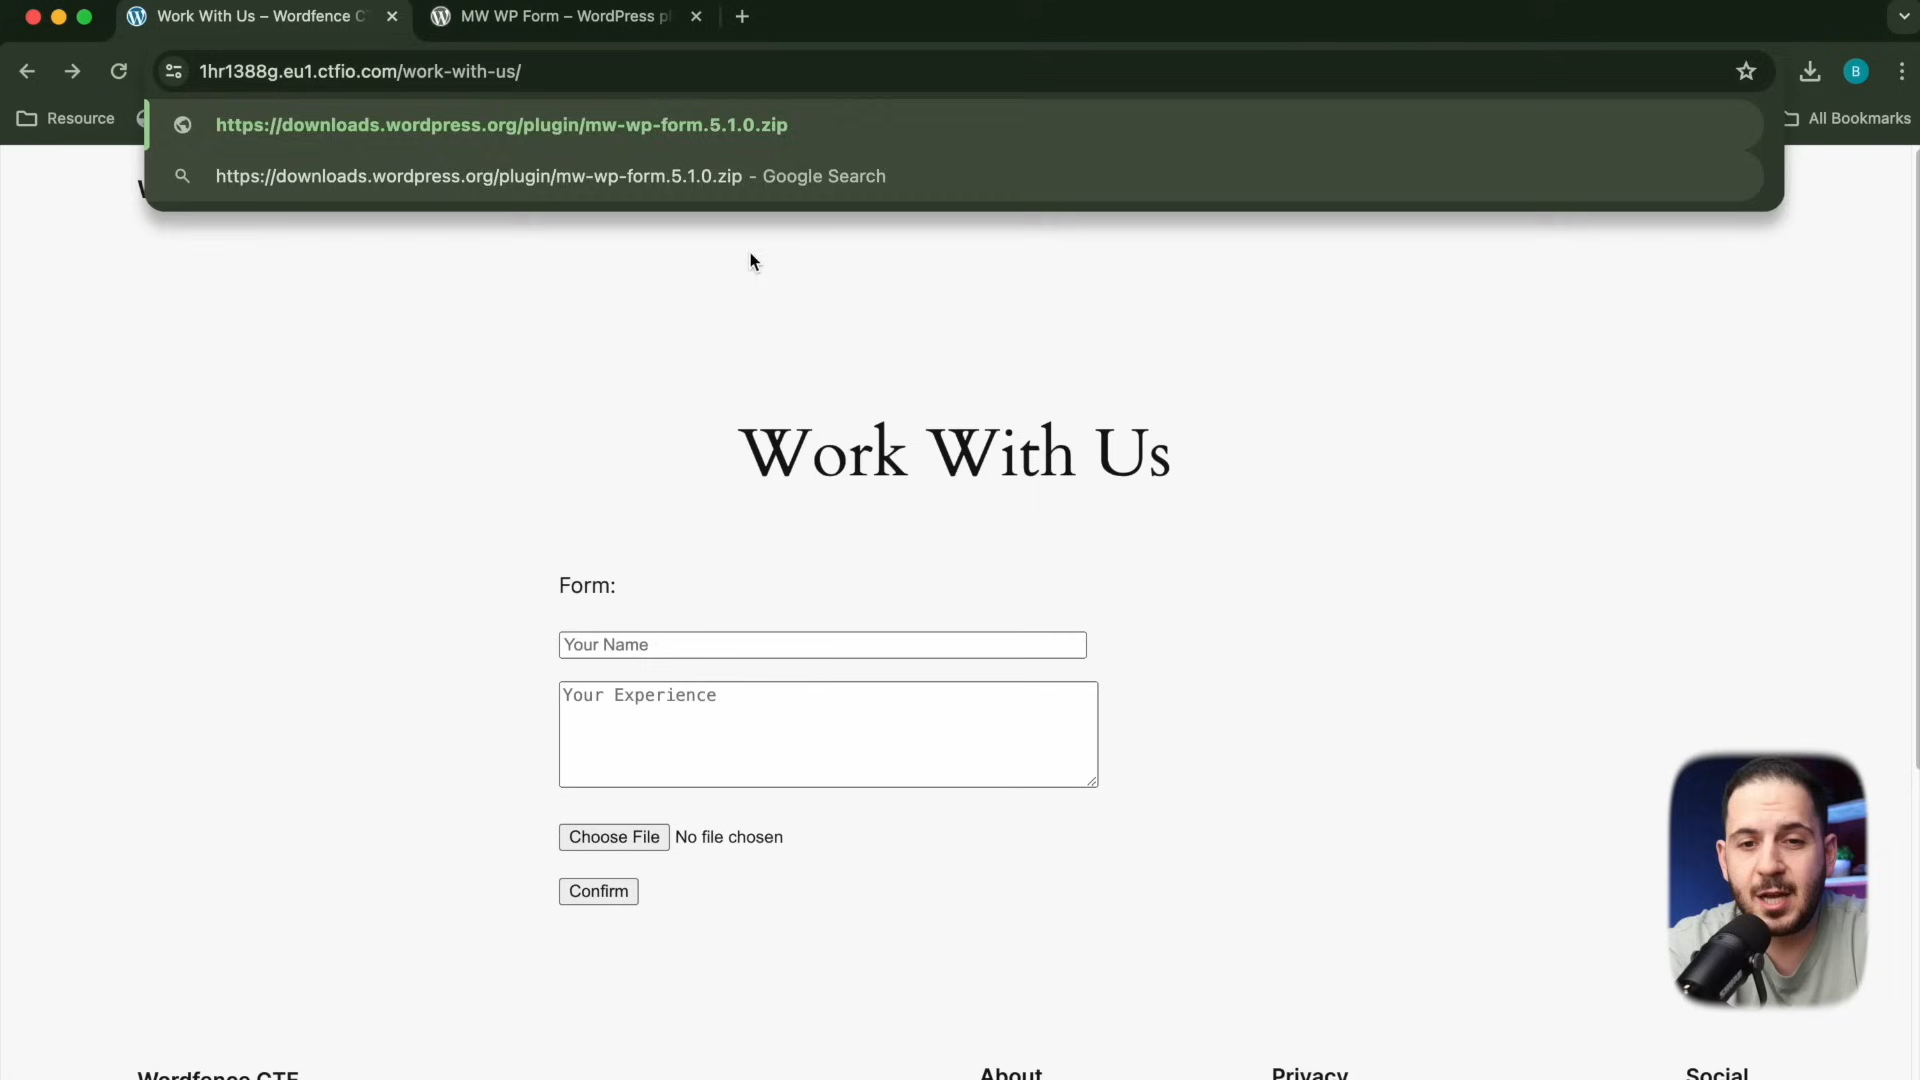 Work With Us – Wordfence C
MW WP Form – WordPress p
1hr1388g.eu1.ctfio.com/work-with-us/
B
Resource
All Bookmarks
https://downloads.wordpress.org/plugin/mw-wp-form.5.1.0.zip
https://downloads.wordpress.org/plugin/mw-wp-form.5.1.0.zip - Google Search
Work With Us
Form:
Your Name
Your Experience
Choose File No file chosen
Confirm
Wordfence CTF
About
Privacy
Social